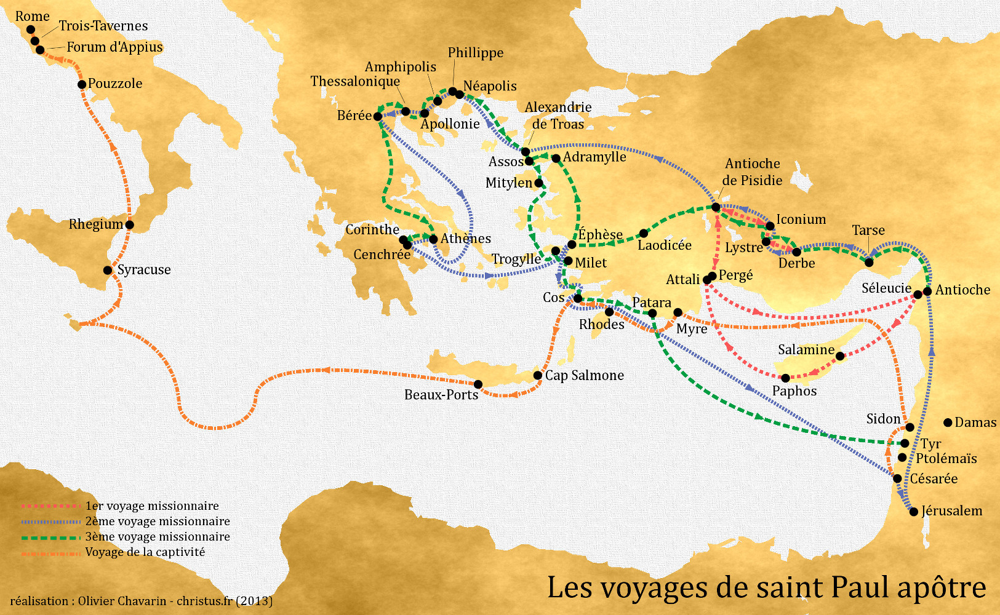 Rome
Trois-Tavernes
Forum d'Appius
Pouzzole
Rhegium
Syracuse
Phillippe
Amphipolis
Thessalonique
Néapolis
Bérée
Apollonie
Alexandrie
de Troas
Assos
Adramylle
Mitylen
Antioche
de Pisidie
Iconium
Tarse
Corinthe
Athènes
Cenchrée
Éphèse
Laodicée
Lystre
Derbe
Trogylle
Milet
Attali
Pergé
Séleucie
Antioche
Cos
Patara
Rhodes
Myre
Salamine
Cap Salmone
Beaux-Ports
Paphos
Sidon
Damas
Tyr
Ptolémaïs
Césarée
Jérusalem
1er voyage missionnaire
2ème voyage missionnaire
3ème voyage missionnaire
Voyage de la captivité
Les voyages de saint Paul apôtre
réalisation : Olivier Chavarin - christus.fr (2013)